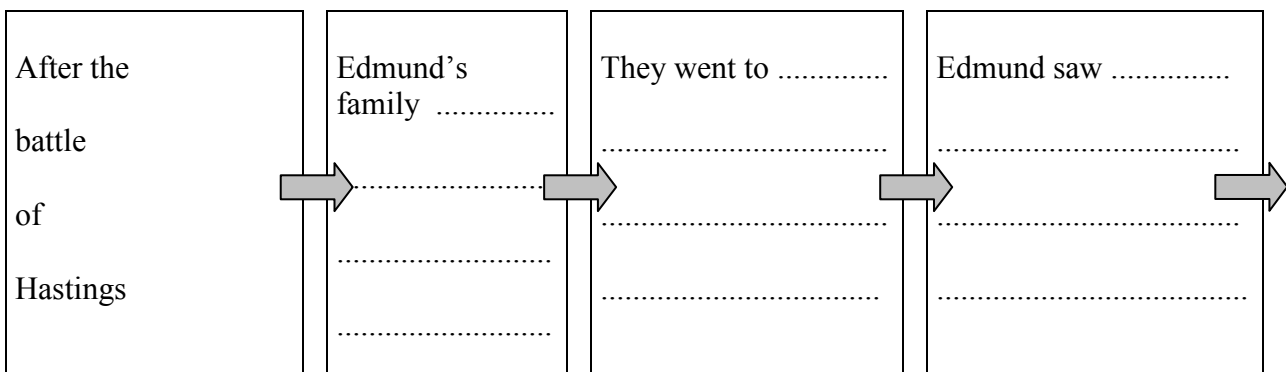 After the
battle
of
Hastings
Edmund’s
family ...............
..........................
...........................
...........................
They went to ..............
....................................
....................................
...................................
Edmund saw ...............
......................................
......................................
.......................................